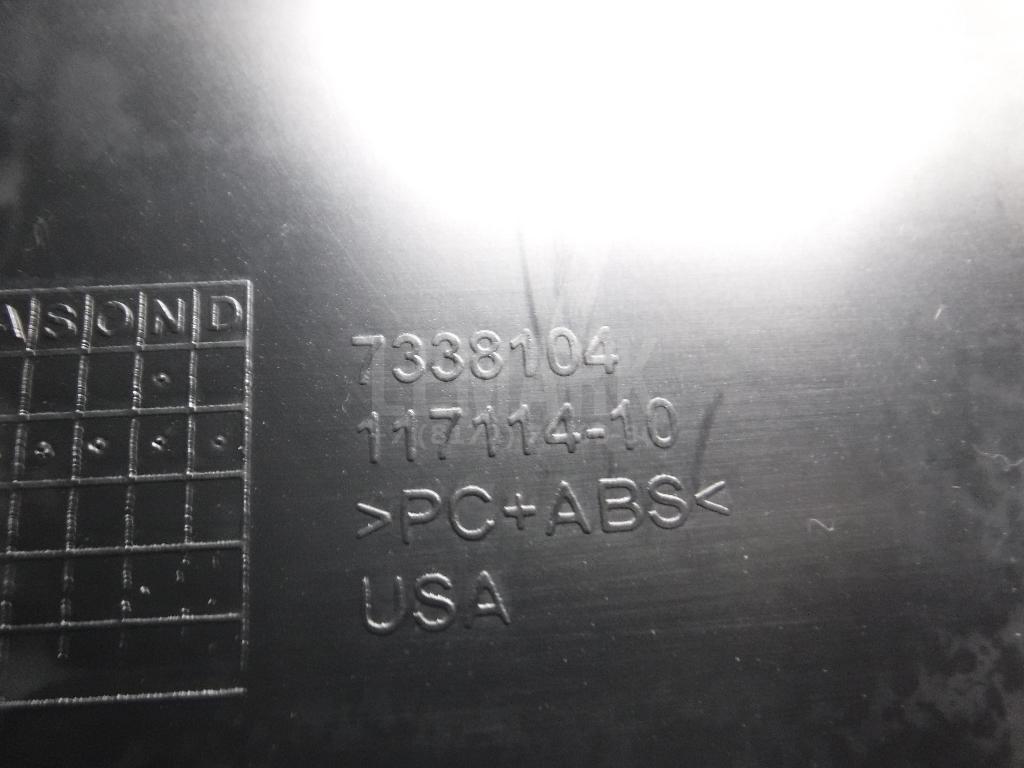 A S O N D
7338104
117114-10
>PC+ABS<
USA